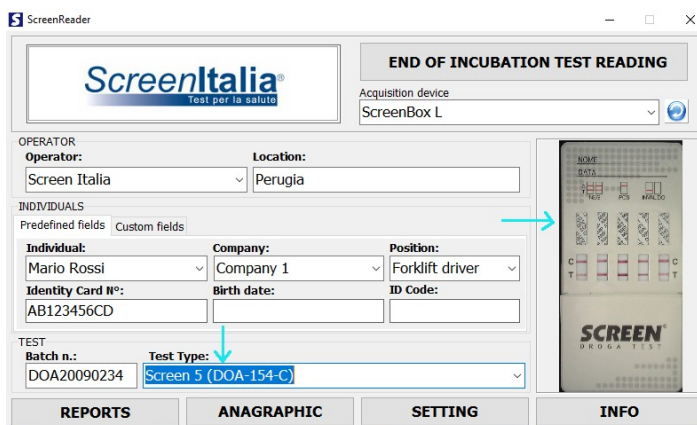 ScreenReader
ScreenItalia®
Test per la salute
END OF INCUBATION TEST READING
Acquisition device
ScreenBox L
OPERATOR
Operator: Location:
Screen Italia Perugia
INDIVIDUALS
Predefined fields Custom fields
Individual: Company: Position:
Mario Rossi Company 1 Forklift driver
Identity Card N°: Birth date: ID Code:
AB123456CD
TEST
Batch n.: Test Type:
DOA20090234 Screen 5 (DOA-154-C)
NOME
DATA
C T NEG POS INVALIDO
C C
T T
SCREEN®
DROGA TEST
REPORTS ANAGRAPHIC SETTING INFO